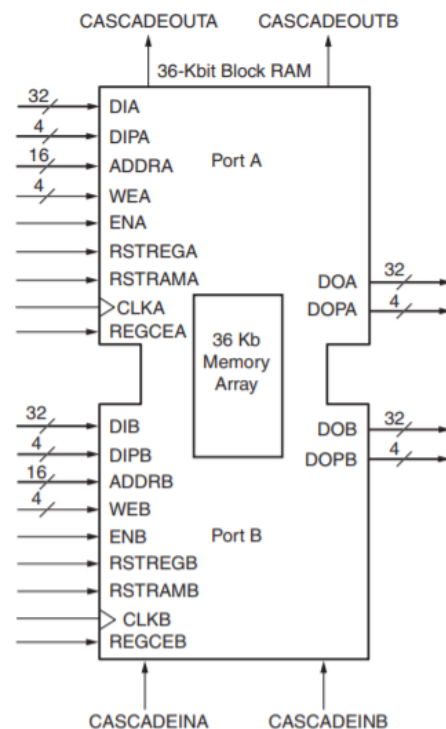 CASCADEOUTA CASCADEOUTB
36-Kbit Block RAM
32 DIA
4 DIPA
16 ADDRA Port A
4 WEA
ENA
RSTREGA
RSTRAMA DOA 32
CLKA DOPA 4
REGCEA
36 Kb
Memory
Array
32 DIB DOB 32
4 DIPB DOPB 4
16 ADDRB
4 WEB
ENB Port B
RSTREGB
RSTRAMB
CLKB
REGCEB
CASCADEINA CASCADEINB